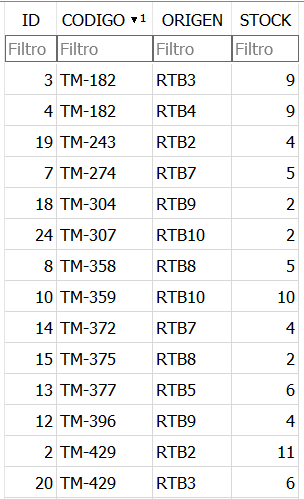 ID CODIGO ▼1 ORIGEN STOCK
Filtro Filtro Filtro Filtro
3 TM-182 RTB3 9
4 TM-182 RTB4 9
19 TM-243 RTB2 4
7 TM-274 RTB7 5
18 TM-304 RTB9 2
24 TM-307 RTB10 2
8 TM-358 RTB8 5
10 TM-359 RTB10 10
14 TM-372 RTB7 4
15 TM-375 RTB8 2
13 TM-377 RTB5 6
12 TM-396 RTB9 4
2 TM-429 RTB2 11
20 TM-429 RTB3 6